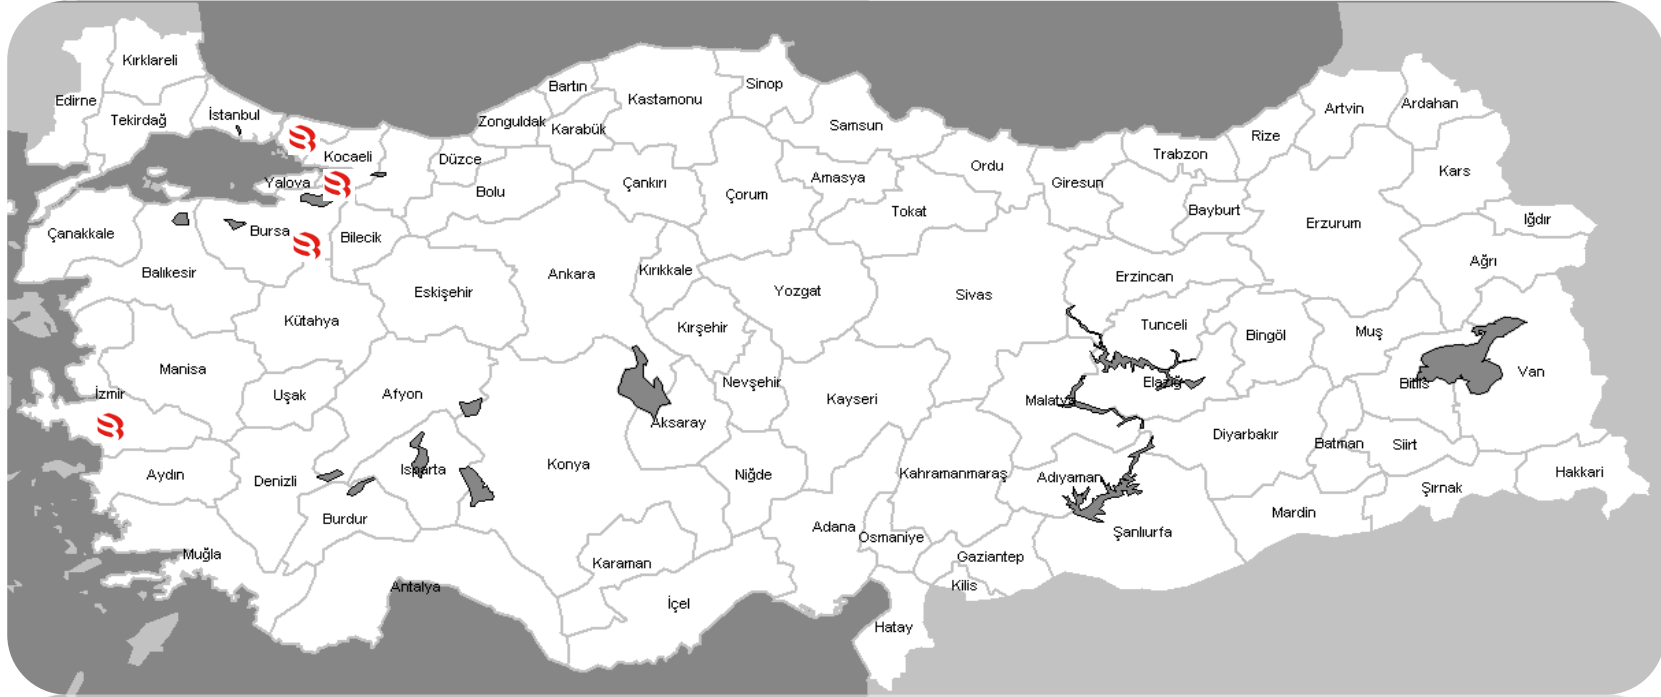 Kırklareli
Edirne
Tekirdağ
İstanbul
Kocaeli
Yalova
Düzce
Bolu
Zonguldak
Bartın
Karabük
Kastamonu
Sinop
Samsun
Çankırı
Çorum
Amasya
Tokat
Ordu
Giresun
Trabzon
Rize
Artvin
Ardahan
Kars
Bayburt
Erzurum
Iğdır
Ağrı
Çanakkale
Balıkesir
Bursa
Bilecik
Eskişehir
Kütahya
Ankara
Kırıkkale
Kırşehir
Yozgat
Sivas
Erzincan
Tunceli
Bingöl
Muş
Bitlis
Van
Manisa
İzmir
Uşak
Afyon
Aksaray
Nevşehir
Kayseri
Malatya
Elazığ
Diyarbakır
Batman
Siirt
Şırnak
Hakkari
Aydın
Denizli
Isparta
Burdur
Konya
Niğde
Kahramanmaraş
Adıyaman
Şanlıurfa
Mardin
Muğla
Antalya
Karaman
İçel
Adana
Osmaniye
Gaziantep
Kilis
Hatay